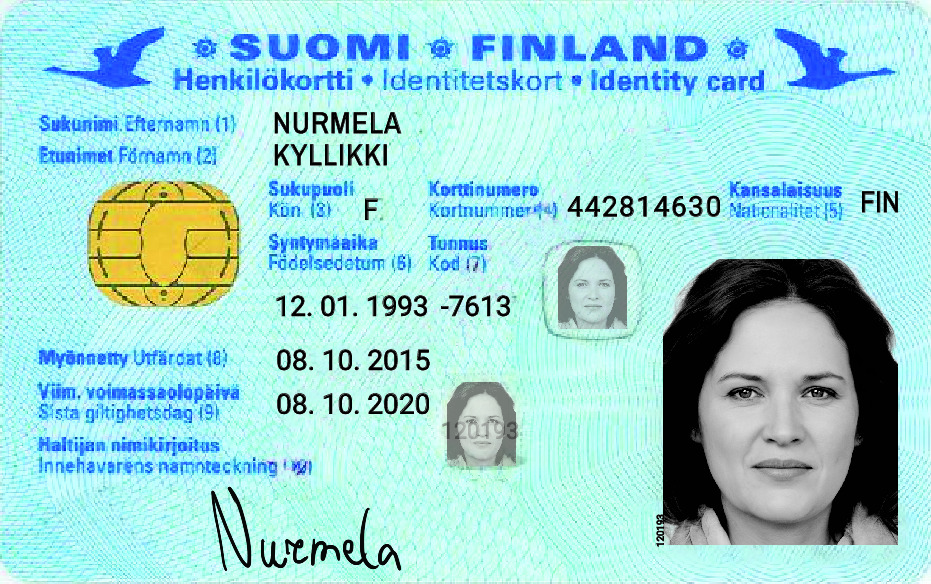 SUOMI FINLAND
Henkilökortti • Identitetskort • Identity card
Sukunimi Efternamn (1) NURMELA
Etunimet Förnamn (2) KYLLIKKI
Sukupuoli Korttinumero Kansalaisuus
Kön (3) F Kortnummer (4) 442814630 Nationalitet (5) FIN
Syntymäaika Tunnus
Födelsedetum (6) Kod (7)
12. 01. 1993 -7613
Myönnetty Utfärdat (8) 08. 10. 2015
Viim. voimassaolopäivä
Sista giltighetsdag (9) 08. 10. 2020
120193
Haltijan nimikirjoitus
Innehavarens namnteckning
Nurmela
120193